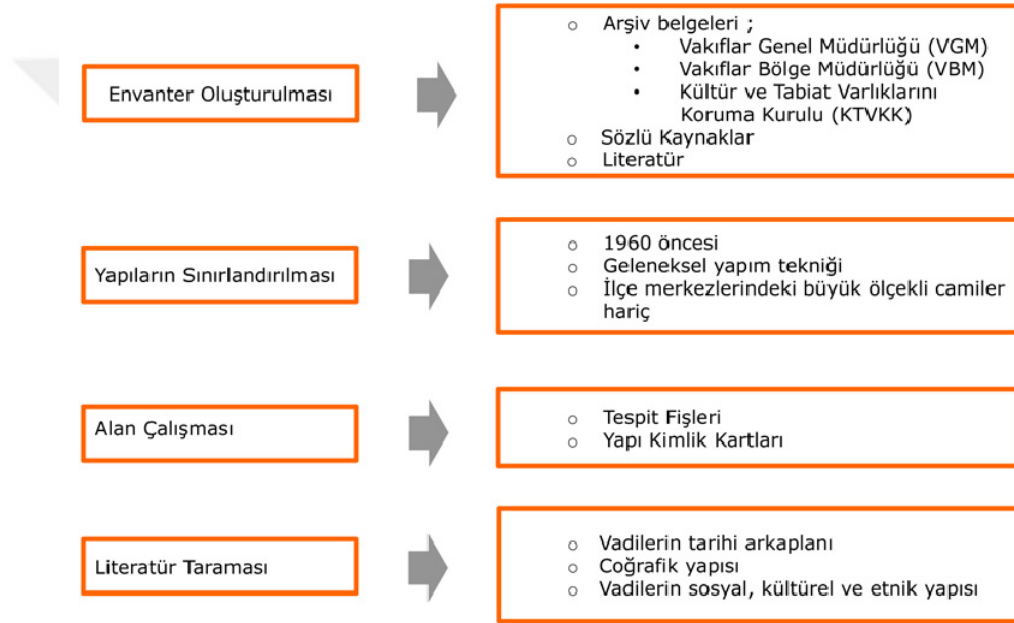 Envanter Oluşturulması
○ Arşiv belgeleri ;
• Vakıflar Genel Müdürlüğü (VGM)
• Vakıflar Bölge Müdürlüğü (VBM)
• Kültür ve Tabiat Varlıklarını
Koruma Kurulu (KTVKK)
○ Sözlü Kaynaklar
○ Literatür
Yapıların Sınırlandırılması
○ 1960 öncesi
○ Geleneksel yapım tekniği
○ İlçe merkezlerindeki büyük ölçekli camiler
hariç
Alan Çalışması
○ Tespit Fişleri
○ Yapı Kimlik Kartları
Literatür Taraması
○ Vadilerin tarihi arkaplanı
○ Coğrafik yapısı
○ Vadilerin sosyal, kültürel ve etnik yapısı